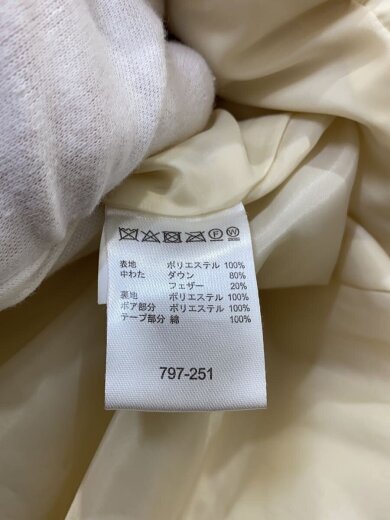 Ⓕ Ⓦ
表地 ポリエステル 100%
中わた ダウン 80%
フェザー 20%
裏地 ポリエステル 100%
ボア部分 ポリエステル 100%
テープ部分 綿 100%
797-251